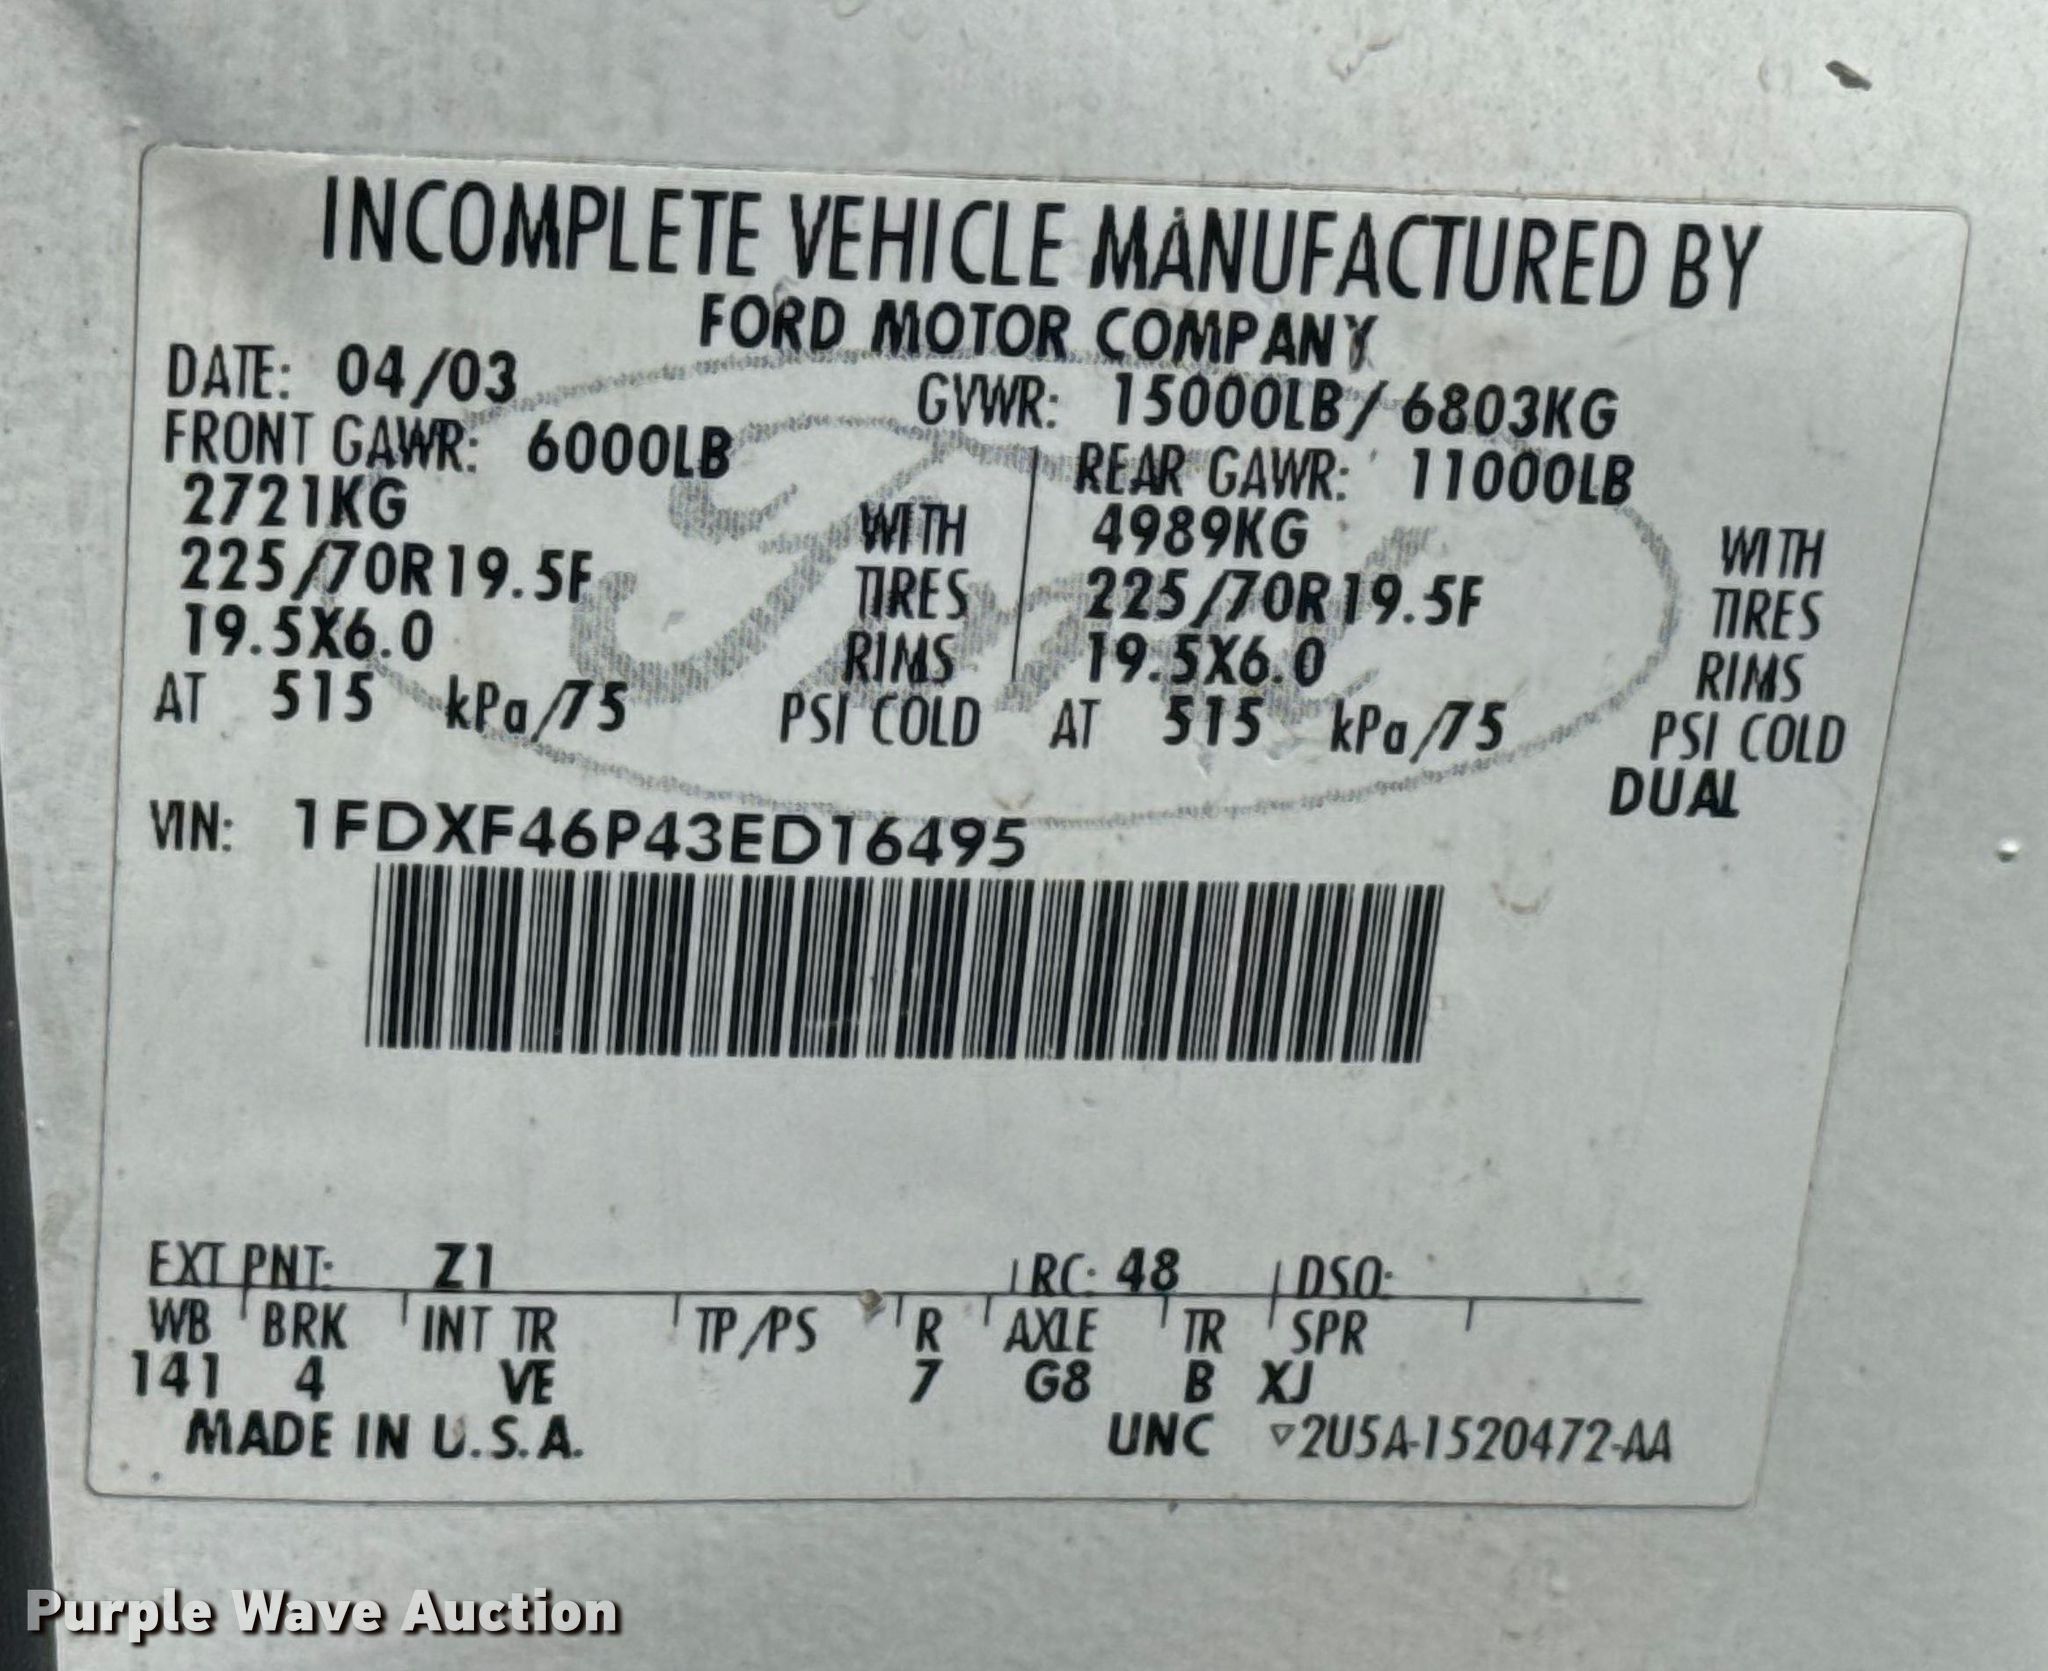 INCOMPLETE VEHICLE MANUFACTURED BY
FORD MOTOR COMPANY
DATE: 04/03 GVWR: 15000LB/6803KG
FRONT GAWR: 6000LB REAR GAWR: 11000LB
2721KG WITH 4989KG WITH
225/70R19.5F TIRES 225/70R19.5F TIRES
19.5X6.0 RIMS 19.5X6.0 RIMS
AT 515 kPa/75 PSI COLD AT 515 kPa/75 PSI COLD
DUAL
VIN: 1FDXF46P43ED16495
EXT PNT: Z1 RC: 48 DSO:
WB BRK INT TR TP/PS R AXLE TR SPR
141 4 VE 7 G8 B XJ
MADE IN U.S.A. UNC ▽2U5A-1520472-AA
Ford
Purple Wave Auction